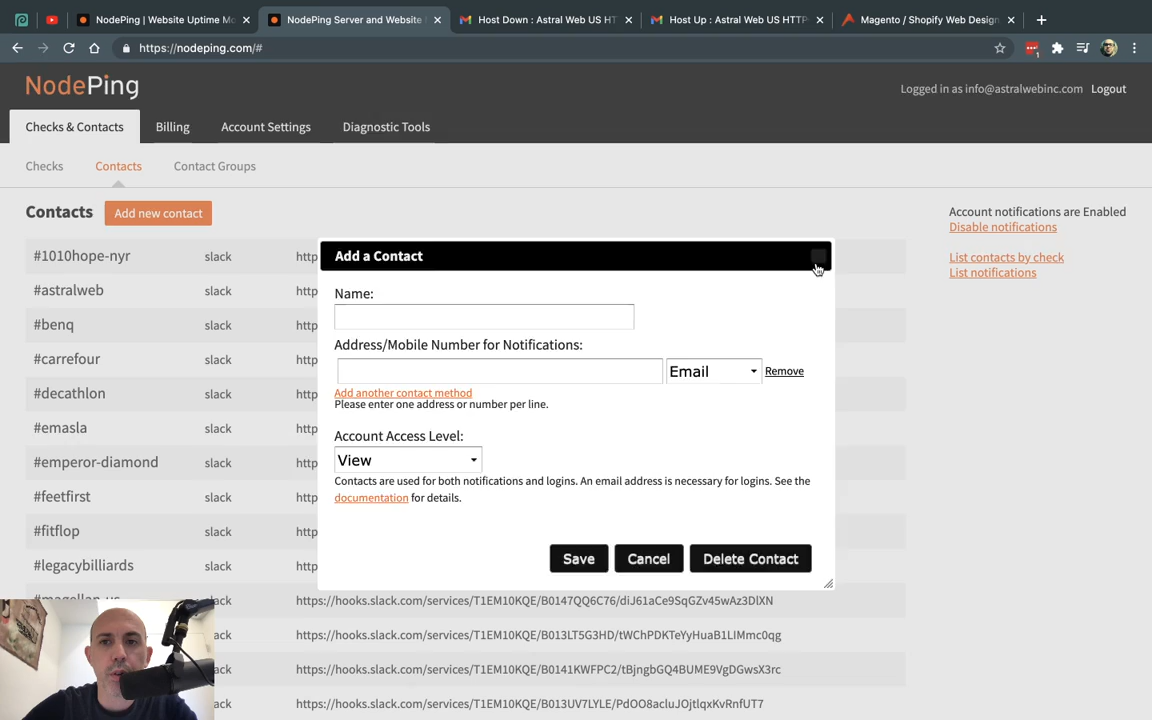 NodePing | Website Uptime Mo
NodePing Server and Website
Host Down : Astral Web US HT
Host Up : Astral Web US HTTP
Magento / Shopify Web Design
https://nodeping.com/#
1
NodePing
Logged in as info@astralwebinc.com Logout
Checks & Contacts
Billing
Account Settings
Diagnostic Tools
Checks
Contacts
Contact Groups
Contacts
Add new contact
Account notifications are Enabled
Disable notifications
List contacts by check
List notifications
#1010hope-nyr slack http
#astralweb slack http
#benq slack http
#carrefour slack http
#decathlon slack http
#emasla slack http
#emperor-diamond slack http
#feetfirst slack http
#fitflop slack http
#legacybilliards slack http
#magellan-us slack https://hooks.slack.com/services/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
ck https://hooks.slack.com/services/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
ck https://hooks.slack.com/services/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
ck https://hooks.slack.com/services/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
Add a Contact
Name:
Address/Mobile Number for Notifications:
Email
Remove
Add another contact method
Please enter one address or number per line.
Account Access Level:
View
Contacts are used for both notifications and logins. An email address is necessary for logins. See the
documentation for details.
Save
Cancel
Delete Contact